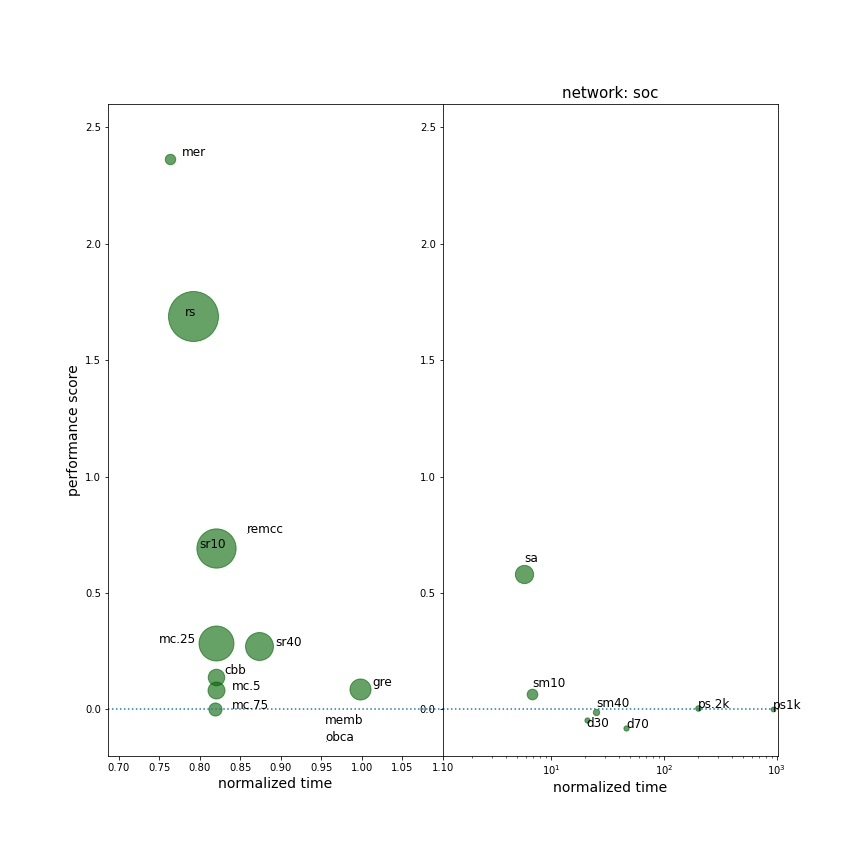 network: soc
2.5
2.0
1.5
1.0
0.5
0.0
performance score
mer
rs
remcc
sr10
mc.25
sr40
cbb
mc.5
gre
mc.75
memb
obca
0.70
0.75
0.80
0.85
0.90
0.95
1.00
1.05
1.10
normalized time
2.5
2.0
1.5
1.0
0.5
0.0
sa
sm10
sm40
ps.2k
ps1k
d30
d70
10¹
10²
10³
normalized time